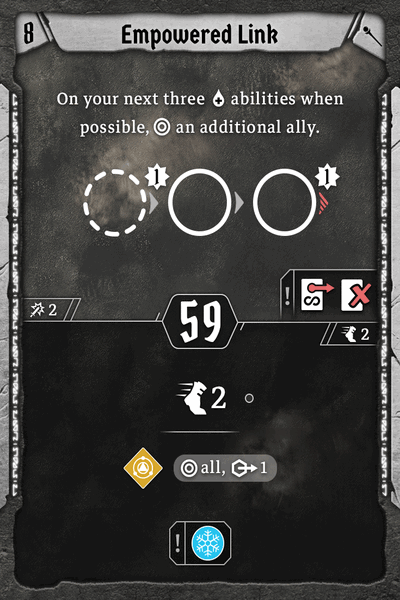 8 Empowered Link
On your next three abilities when
possible, an additional ally.
1 1
!
2
59
2
2
all, 1
!